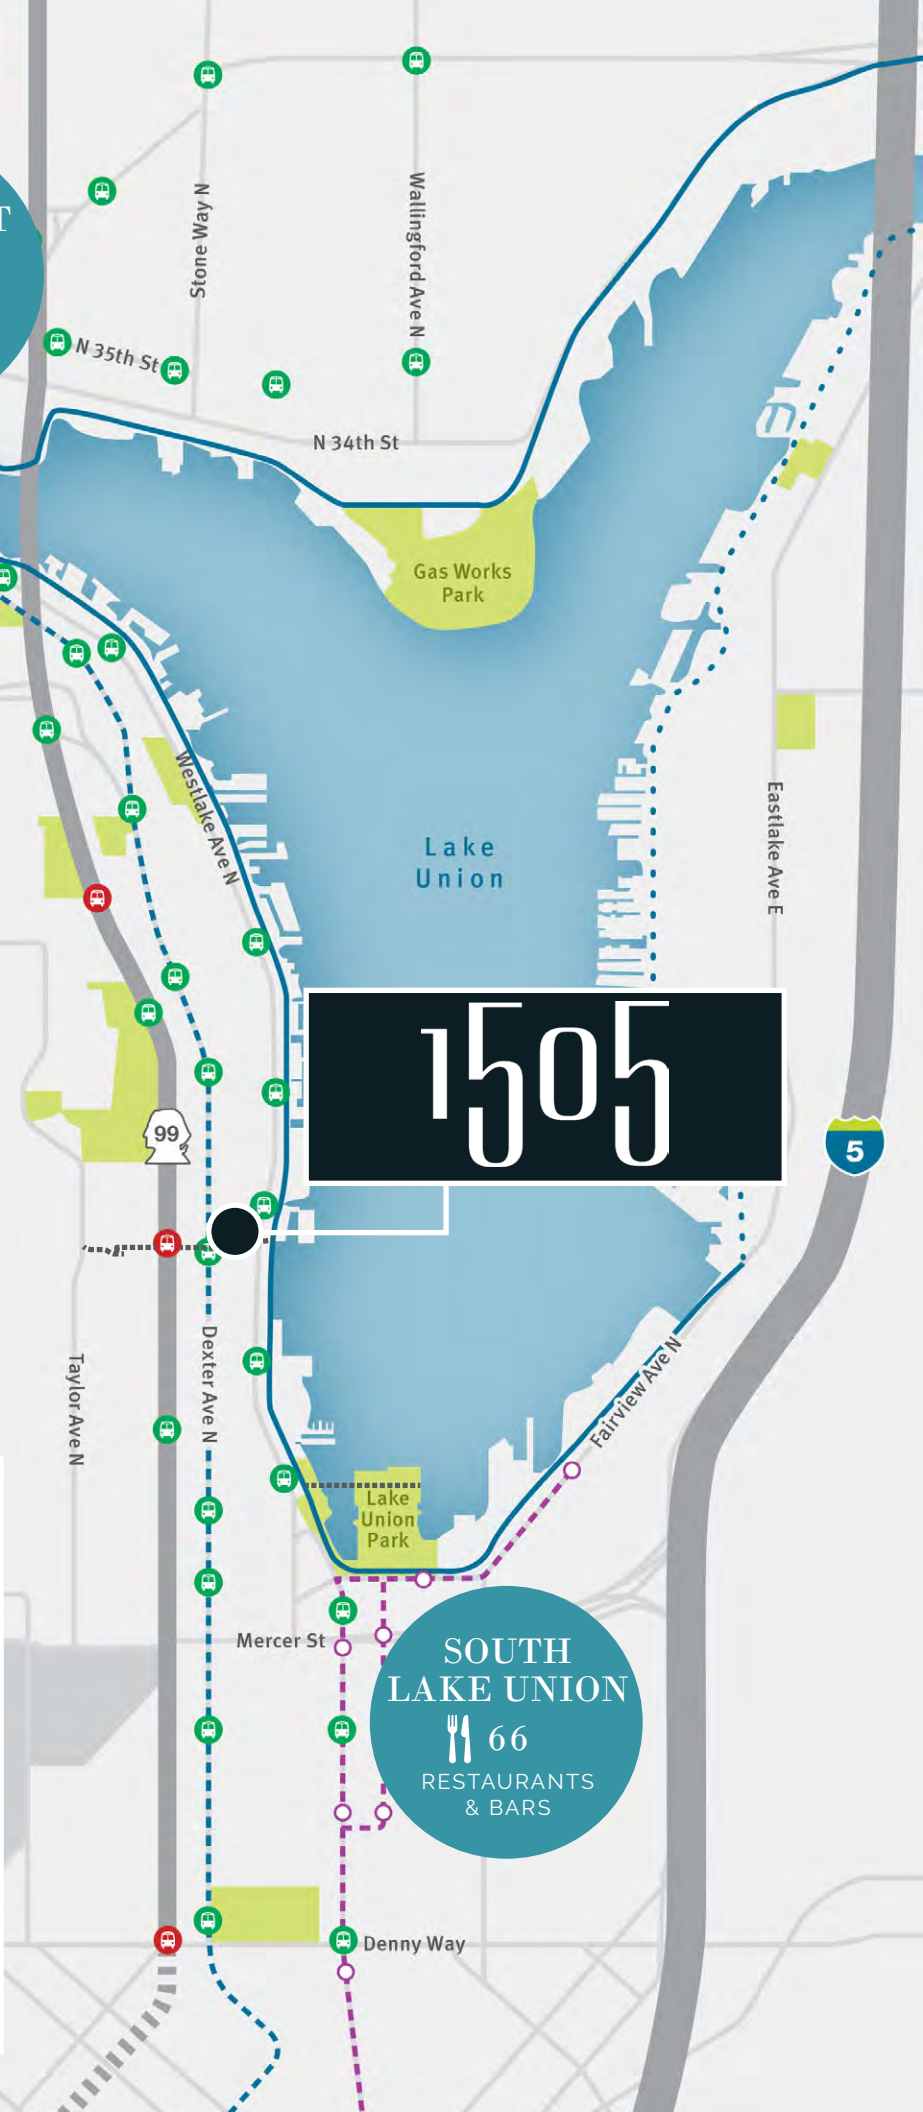 T
Stone Way N
Wallingford Ave N
N 35th St
N 34th St
Gas Works
Park
Westlake Ave N
Lake
Union
Eastlake Ave E
1505
99
5
Taylor Ave N
Dexter Ave N
Fairview Ave N
Lake
Union
Park
Mercer St
SOUTH
LAKE UNION
66
RESTAURANTS
& BARS
Denny Way